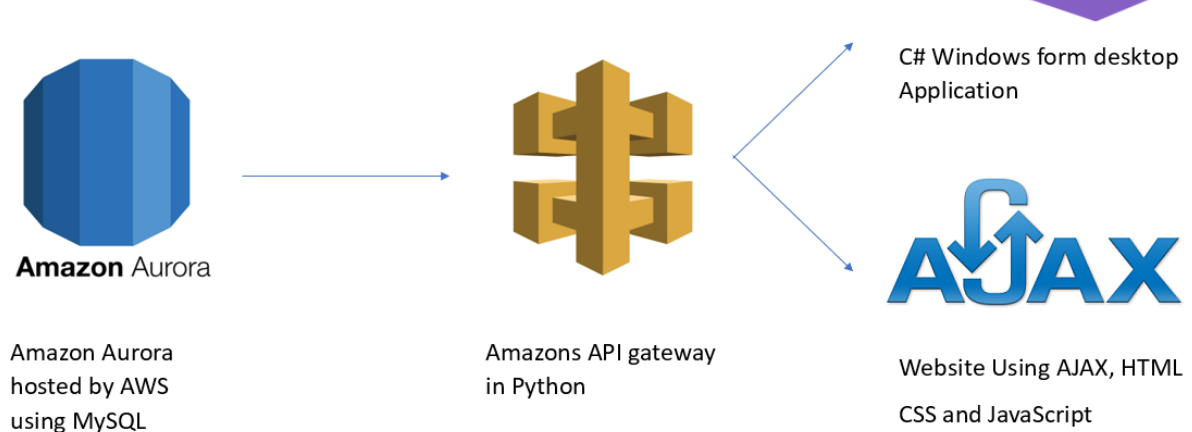 Amazon Aurora
Amazon Aurora
hosted by AWS
using MySQL
Amazons API gateway
in Python
C# Windows form desktop
Application
AJAX
Website Using AJAX, HTML
CSS and JavaScript